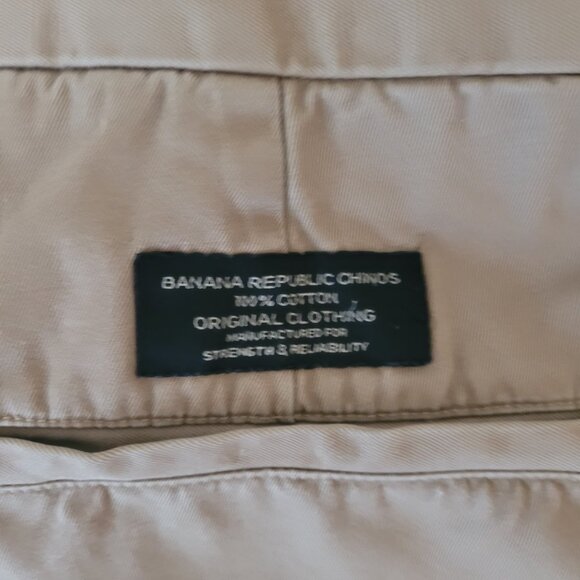 BANANA REPUBLIC CHINOS
100% COTTON
ORIGINAL CLOTHING
MANUFACTURED FOR
STRENGTH & RELIABILITY